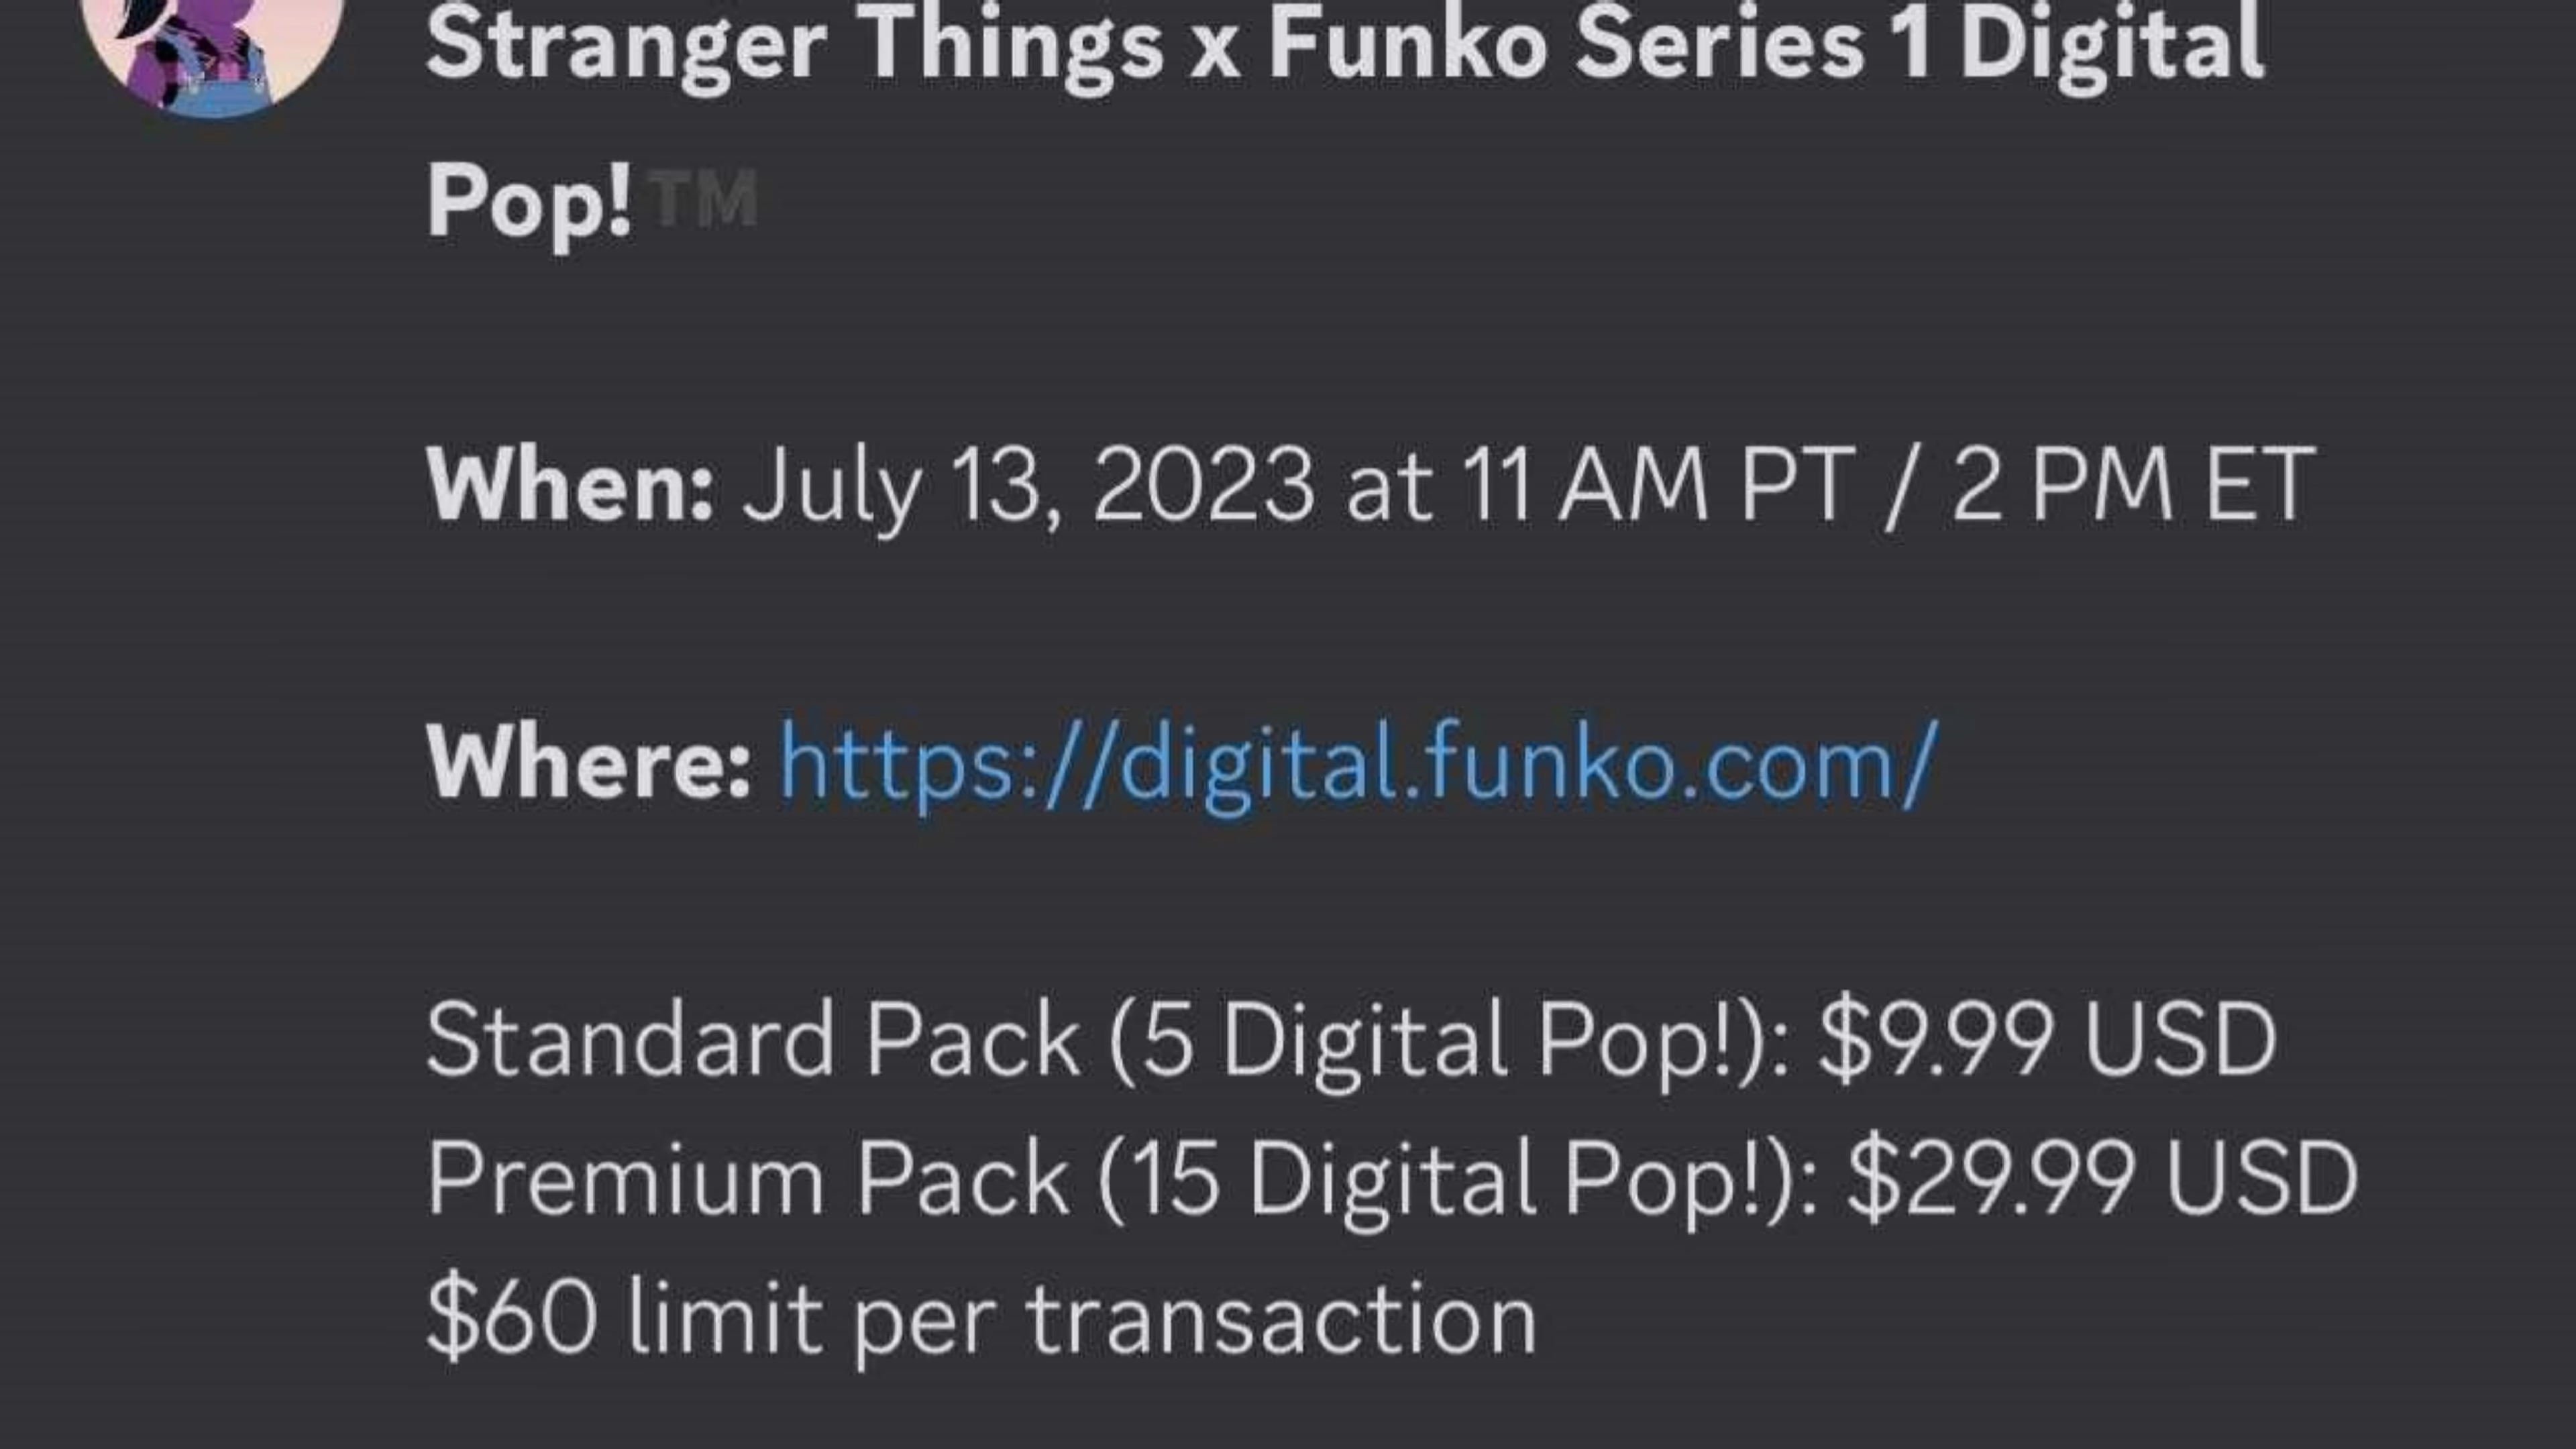 Stranger Things x Funko Series 1 Digital
Pop!™
When: July 13, 2023 at 11 AM PT / 2 PM ET
Where: https://digital.funko.com/
Standard Pack (5 Digital Pop!): $9.99 USD
Premium Pack (15 Digital Pop!): $29.99 USD
$60 limit per transaction